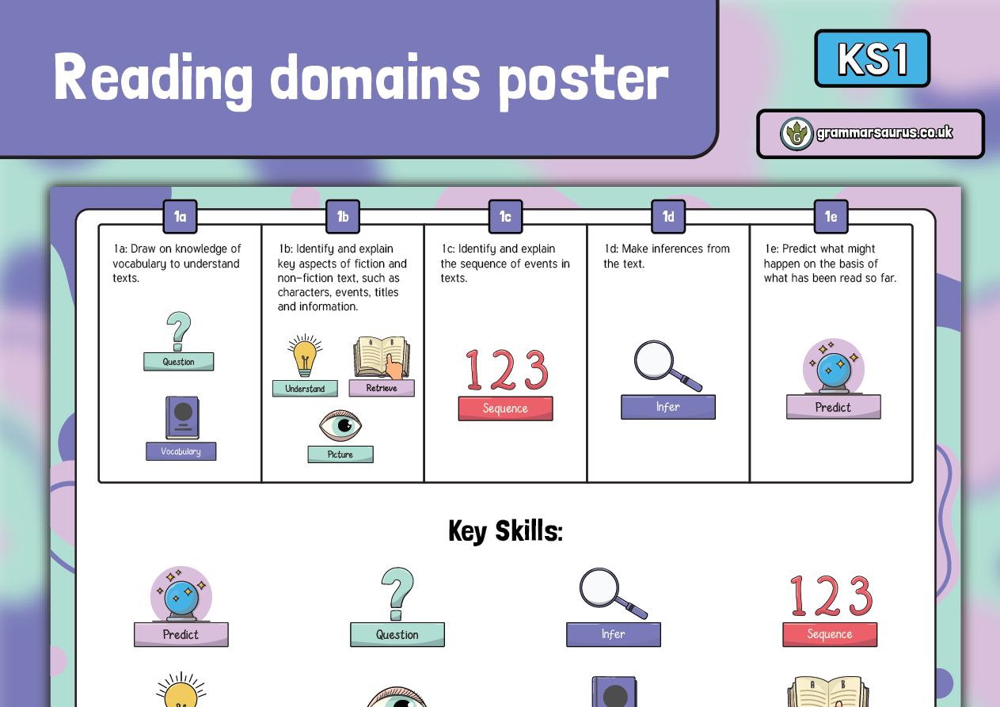 Reading domains poster
KS1
G
grammarsaurus.co.uk
1a
1b
1c
1d
1e
1a: Draw on knowledge of
vocabulary to understand
texts.
Question
Vocabulary
1b: Identify and explain
key aspects of fiction and
non-fiction text, such as
characters, events, titles
and information.
Understand
A B
Retrieve
Picture
1c: Identify and explain
the sequence of events in
texts.
123
Sequence
1d: Make inferences from
the text.
Infer
1e: Predict what might
happen on the basis of
what has been read so far.
Predict
Key Skills:
Predict
?
Question
Infer
123
Sequence
A B